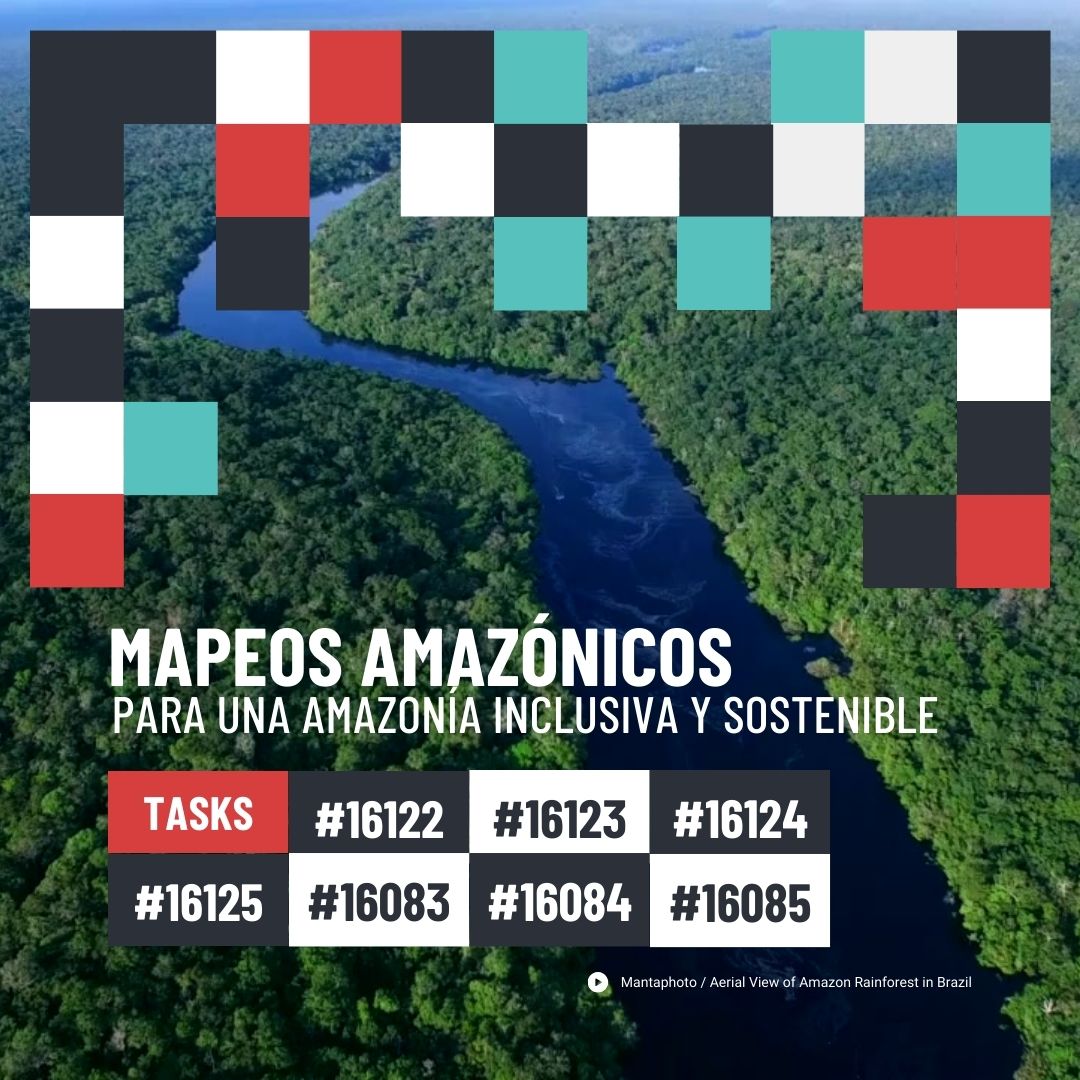 MAPEOS AMAZÓNICOS
PARA UNA AMAZONÍA INCLUSIVA Y SOSTENIBLE
TASKS #16122 #16123 #16124
#16125 #16083 #16084 #16085
Mantaphoto / Aerial View of Amazon Rainforest in Brazil